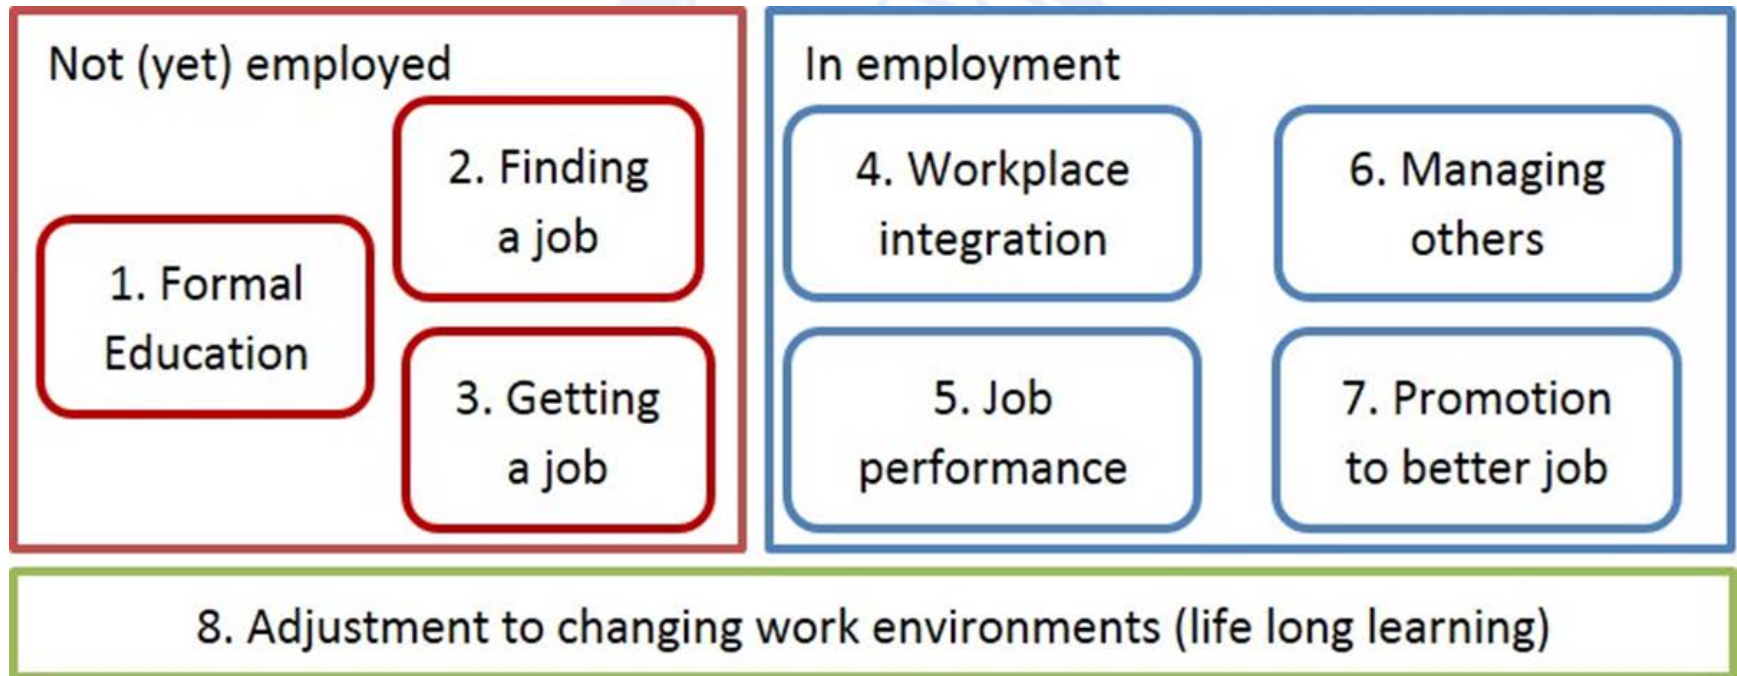 Not (yet) employed
1. Formal
Education
2. Finding
a job
3. Getting
a job
In employment
4. Workplace
integration
5. Job
performance
6. Managing
others
7. Promotion
to better job
8. Adjustment to changing work environments (life long learning)